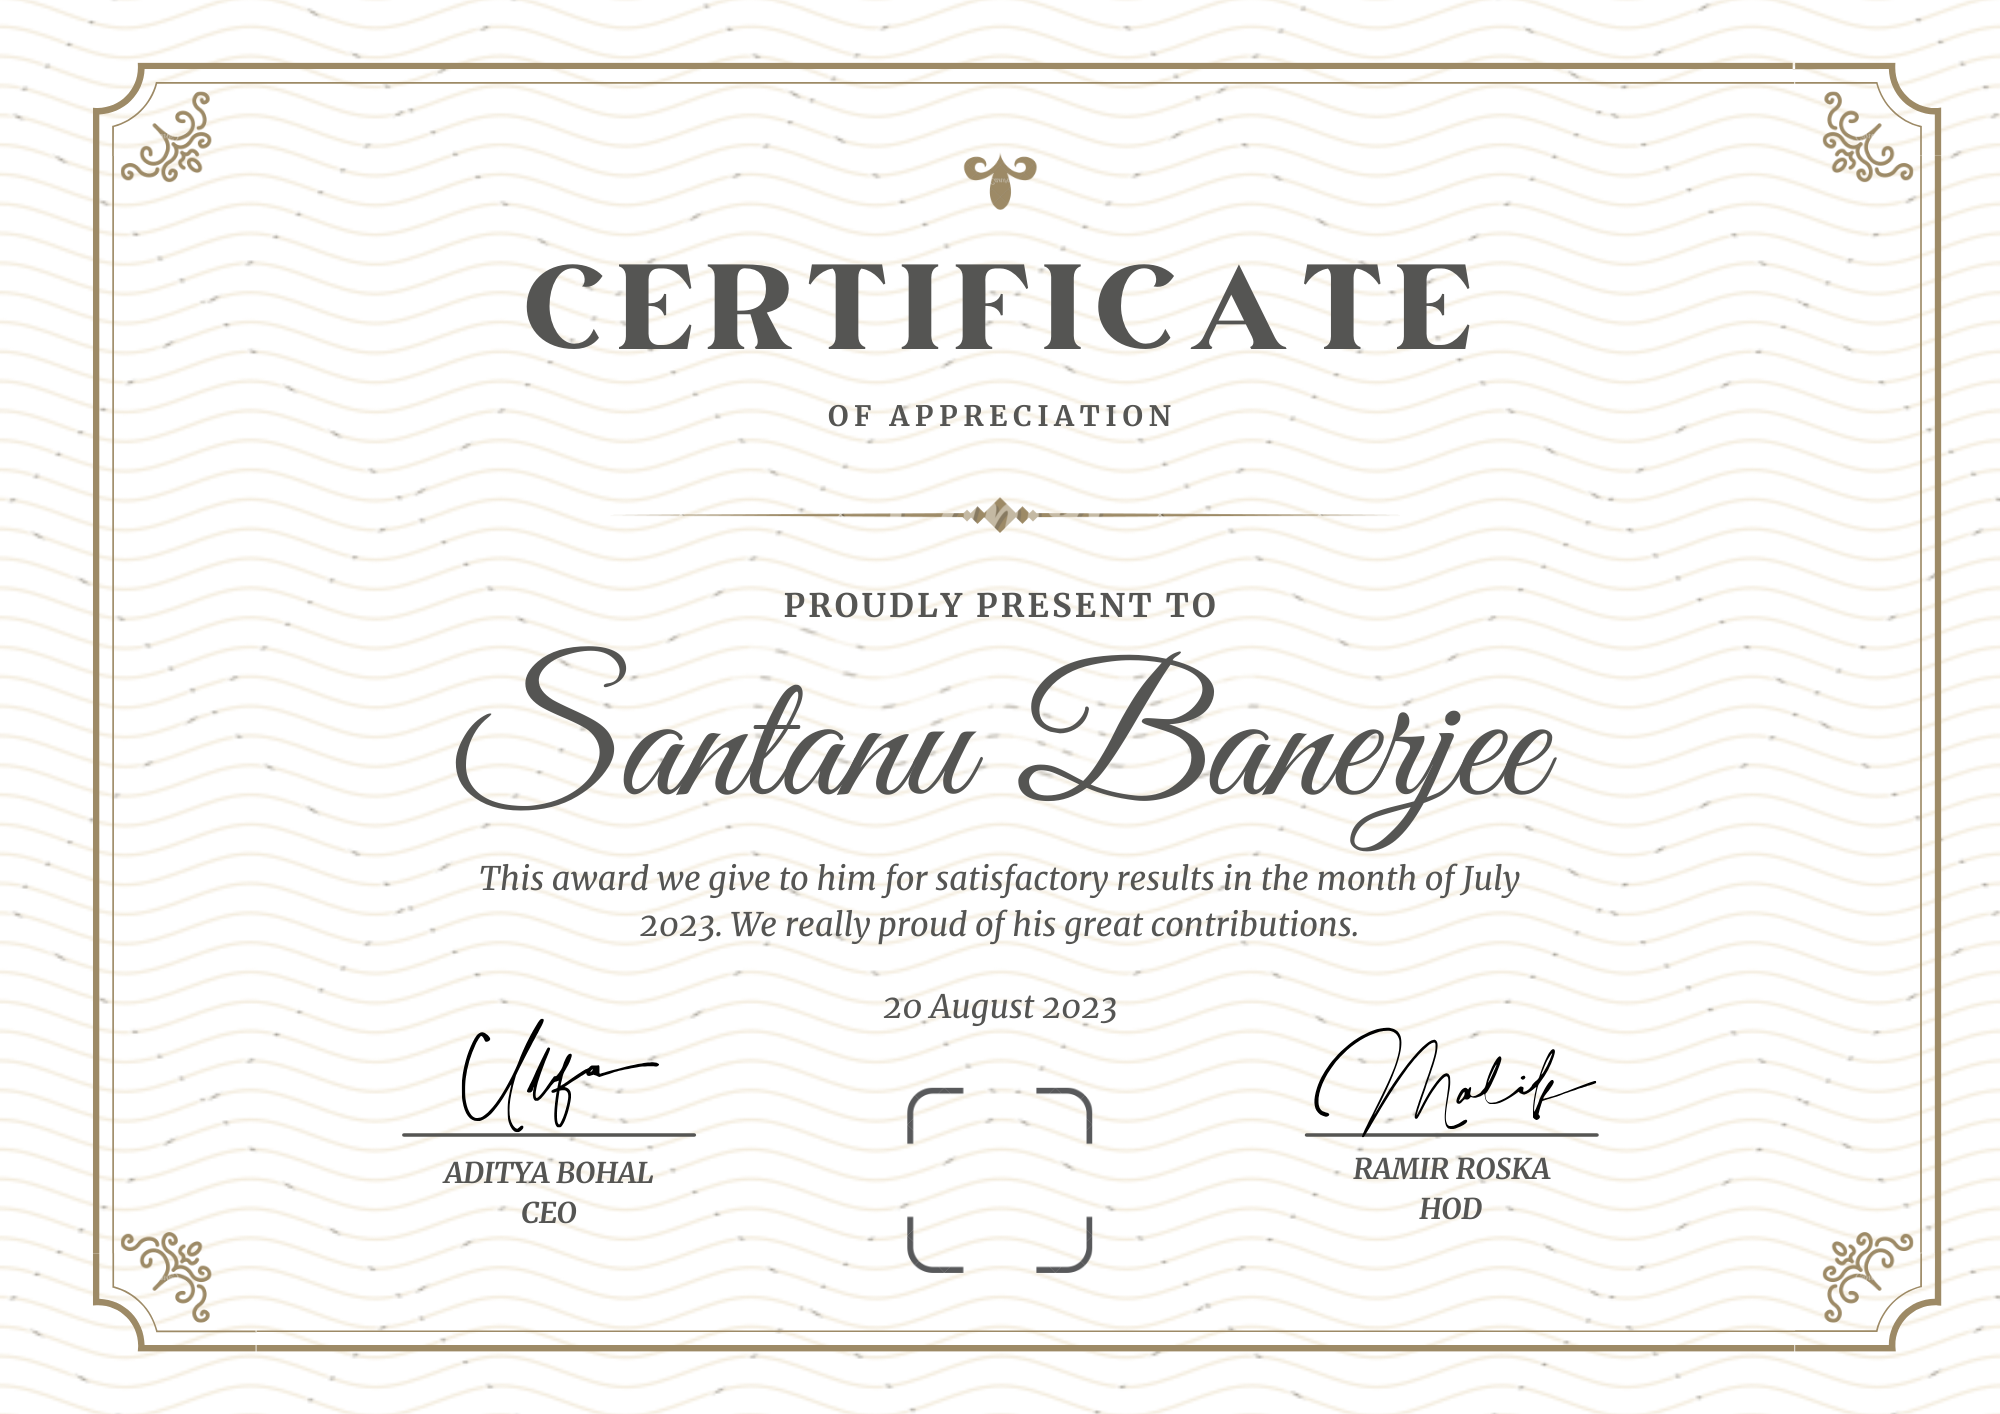 CERTIFICATE
OF APPRECIATION
PROUDLY PRESENT TO
Santanu Banerjee
This award we give to him for satisfactory results in the month of July
2023. We really proud of his great contributions.
20 August 2023
Malik
ADITYA BOHAL
CEO
RAMIR ROSKA
HOD